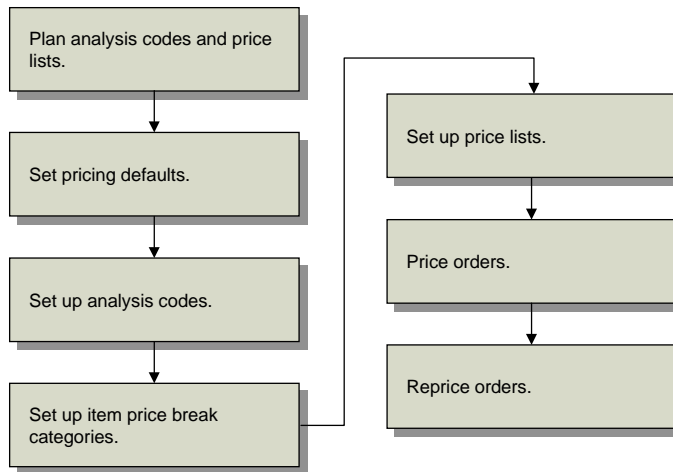 Plan analysis codes and price
lists.
Set pricing defaults.
Set up analysis codes.
Set up item price break
categories.
Set up price lists.
Price orders.
Reprice orders.